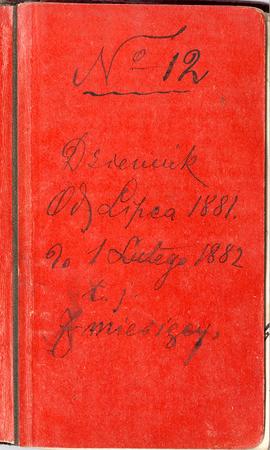 No 12
Dziennik
Od Lipca 1881.
do 1 Lutego 1882
t. j.
7 miesięcy.